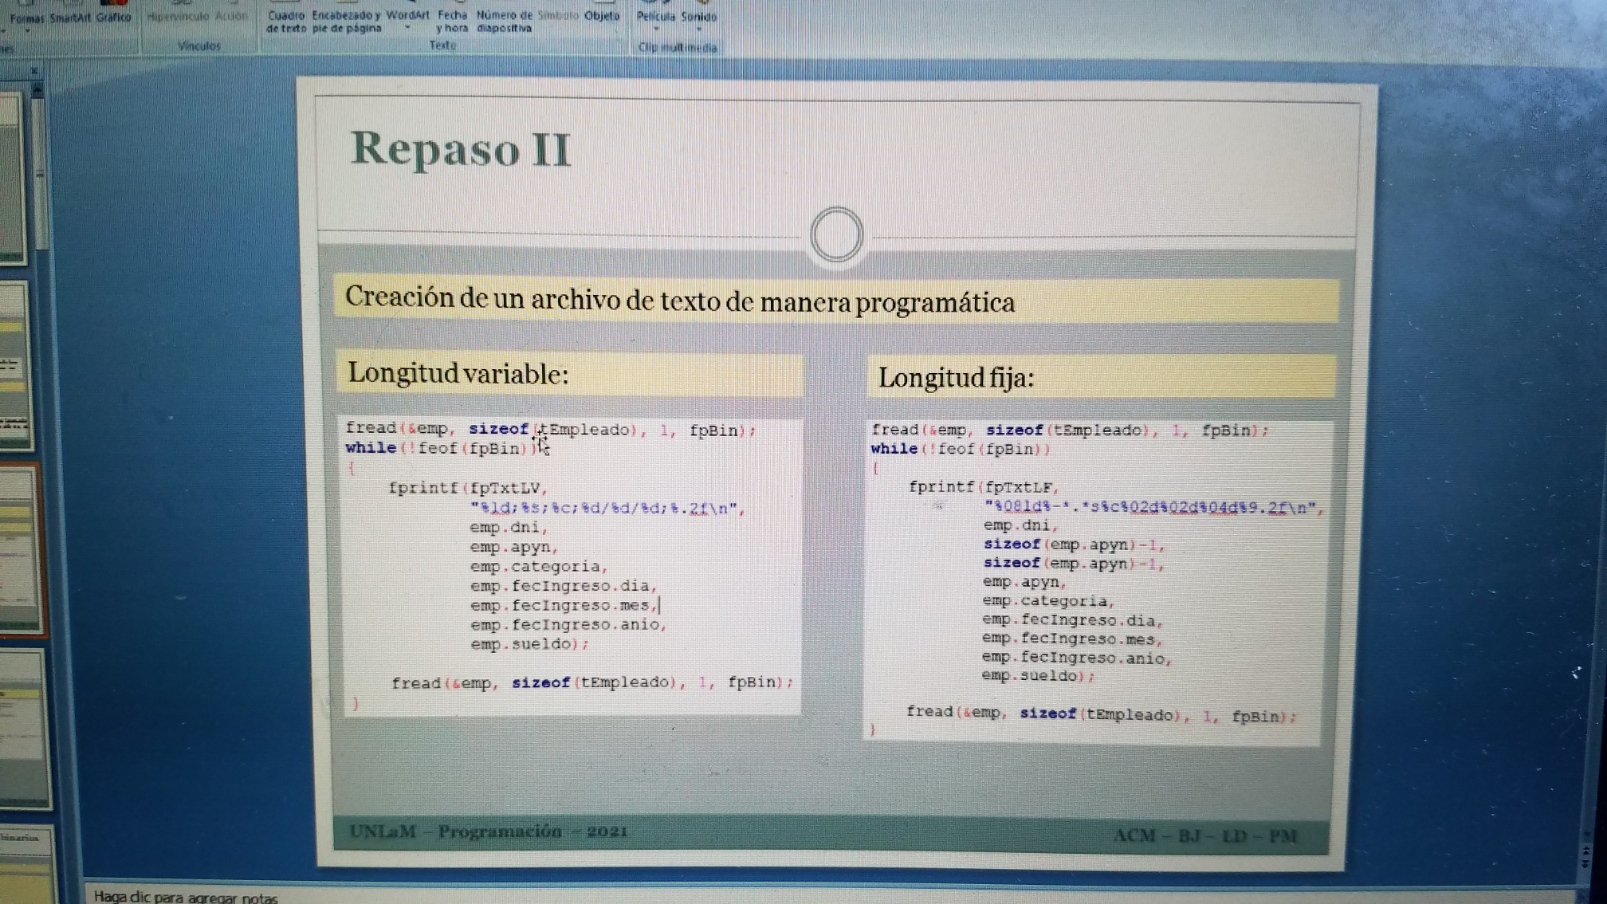 Formas SmartArt Gráfico Hipervínculo Acción Cuadro de texto Encabezado y pie de página WordArt Fecha y hora Número de diapositiva Símbolo Objeto Película Sonido
Vínculos Texto Clip multimedia
Repaso II
Creación de un archivo de texto de manera programática
Longitud variable:
fread(&emp, sizeof(tEmpleado), 1, fpBin);
while(!feof(fpBin))
{
fprintf(fpTxtLV,
"%ld;%s;%c;%d/%d/%d;%.2f\n",
emp.dni,
emp.apyn,
emp.categoria,
emp.fecIngreso.dia,
emp.fecIngreso.mes,
emp.fecIngreso.anio,
emp.sueldo);
fread(&emp, sizeof(tEmpleado), 1, fpBin);
}
Longitud fija:
fread(&emp, sizeof(tEmpleado), 1, fpBin);
while(!feof(fpBin))
{
fprintf(fpTxtLF,
"%08ld%-*.*s%c%02d%02d%04d%9.2f\n",
emp.dni,
sizeof(emp.apyn)-1,
sizeof(emp.apyn)-1,
emp.apyn,
emp.categoria,
emp.fecIngreso.dia,
emp.fecIngreso.mes,
emp.fecIngreso.anio,
emp.sueldo);
fread(&emp, sizeof(tEmpleado), 1, fpBin);
}
UNLaM – Programación – 2021
ACM – BJ – LD – PM
Haga clic para agregar notas